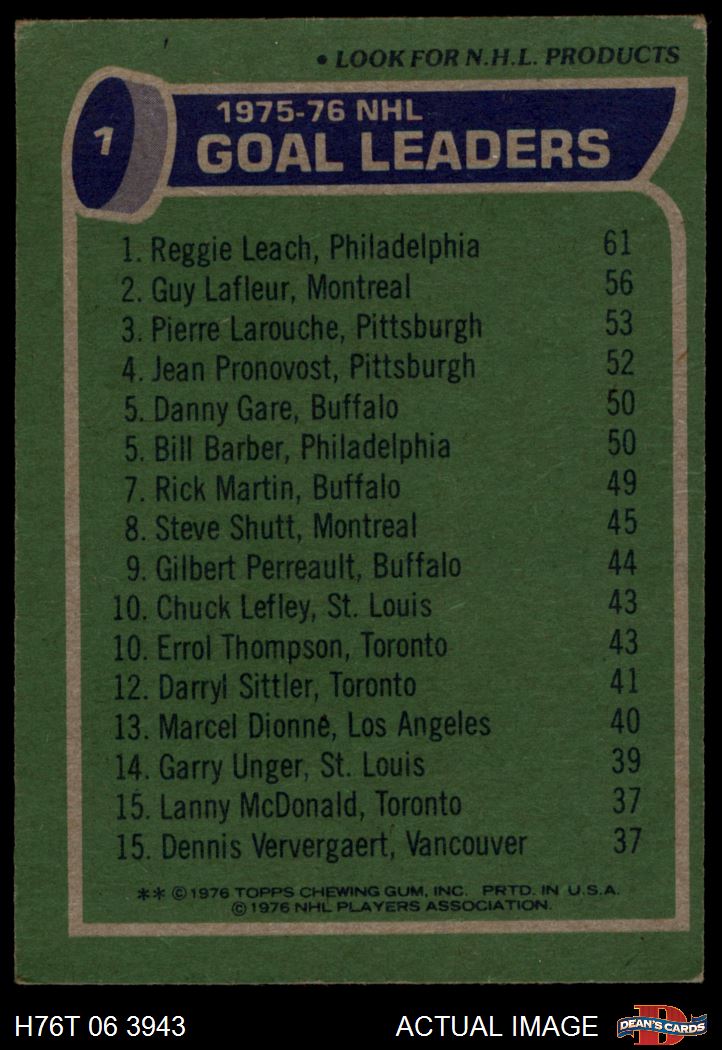 • LOOK FOR N.H.L. PRODUCTS
1
1975-76 NHL
GOAL LEADERS
1. Reggie Leach, Philadelphia 61
2. Guy Lafleur, Montreal 56
3. Pierre Larouche, Pittsburgh 53
4. Jean Pronovost, Pittsburgh 52
5. Danny Gare, Buffalo 50
5. Bill Barber, Philadelphia 50
7. Rick Martin, Buffalo 49
8. Steve Shutt, Montreal 45
9. Gilbert Perreault, Buffalo 44
10. Chuck Lefley, St. Louis 43
10. Errol Thompson, Toronto 43
12. Darryl Sittler, Toronto 41
13. Marcel Dionne, Los Angeles 40
14. Garry Unger, St. Louis 39
15. Lanny McDonald, Toronto 37
15. Dennis Ververgaert, Vancouver 37
** © 1976 TOPPS CHEWING GUM, INC. PRTD. IN U.S.A.
© 1976 NHL PLAYERS ASSOCIATION.
H76T 06 3943 ACTUAL IMAGE D DEAN'S CARDS